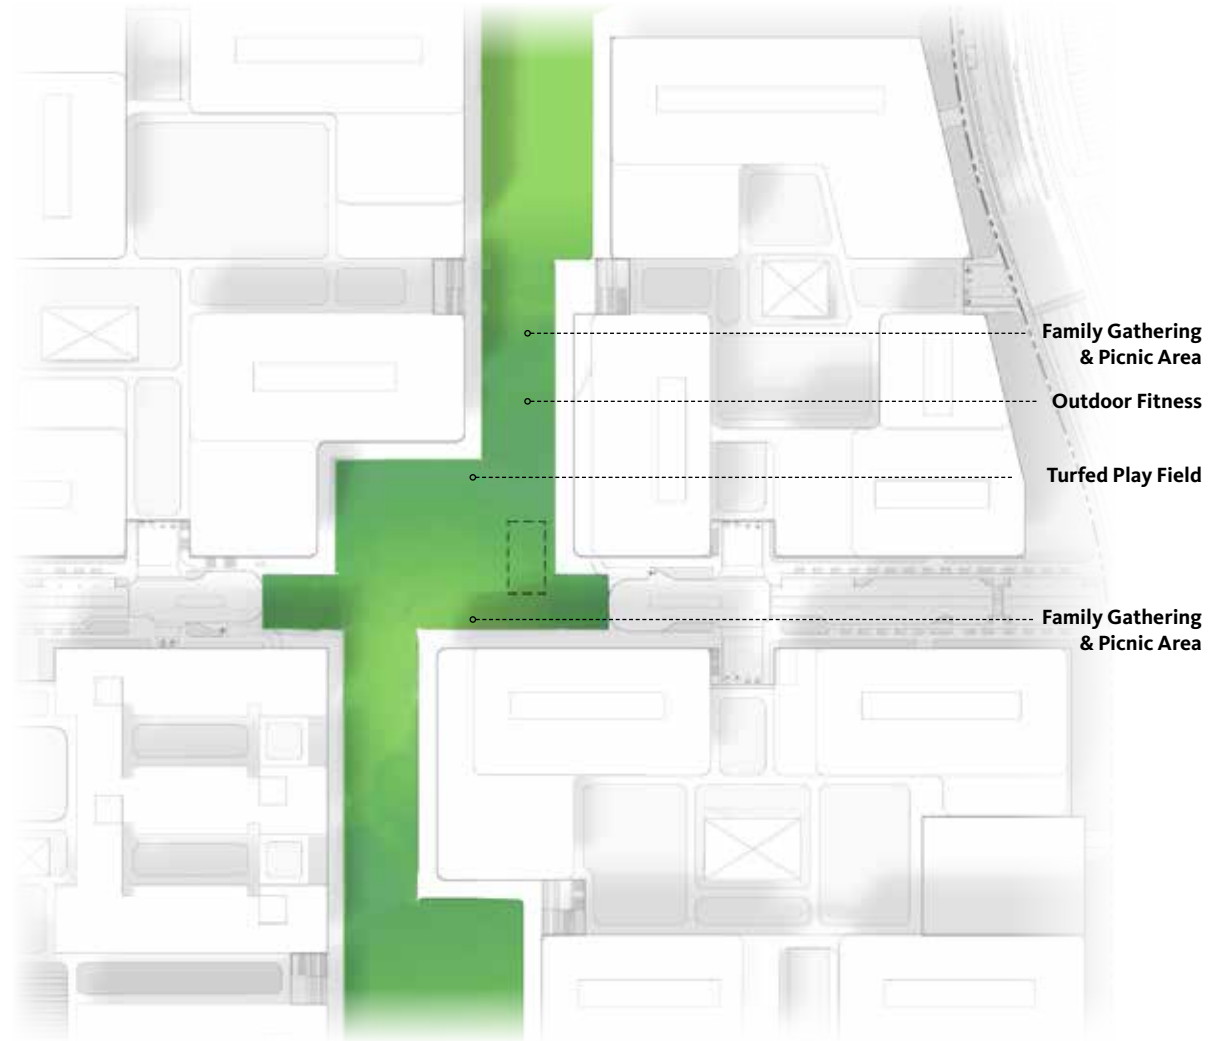 Family Gathering
& Picnic Area
Outdoor Fitness
Turfed Play Field
Family Gathering
& Picnic Area